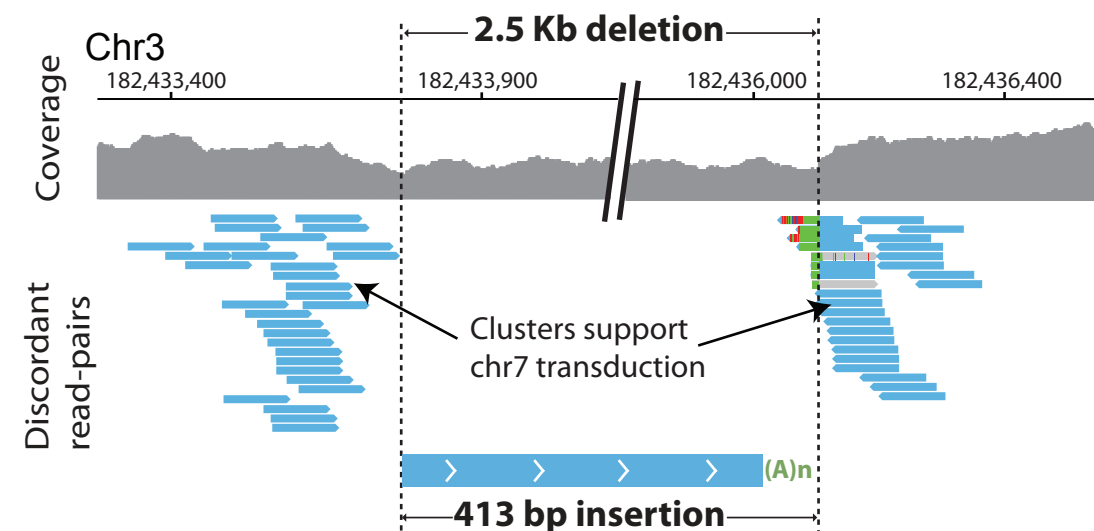 2.5 Kb deletion
Chr3
182,433,400 182,433,900 182,436,000 182,436,400
Coverage
Discordant
read-pairs
Clusters support
chr7 transduction
(A)n
413 bp insertion